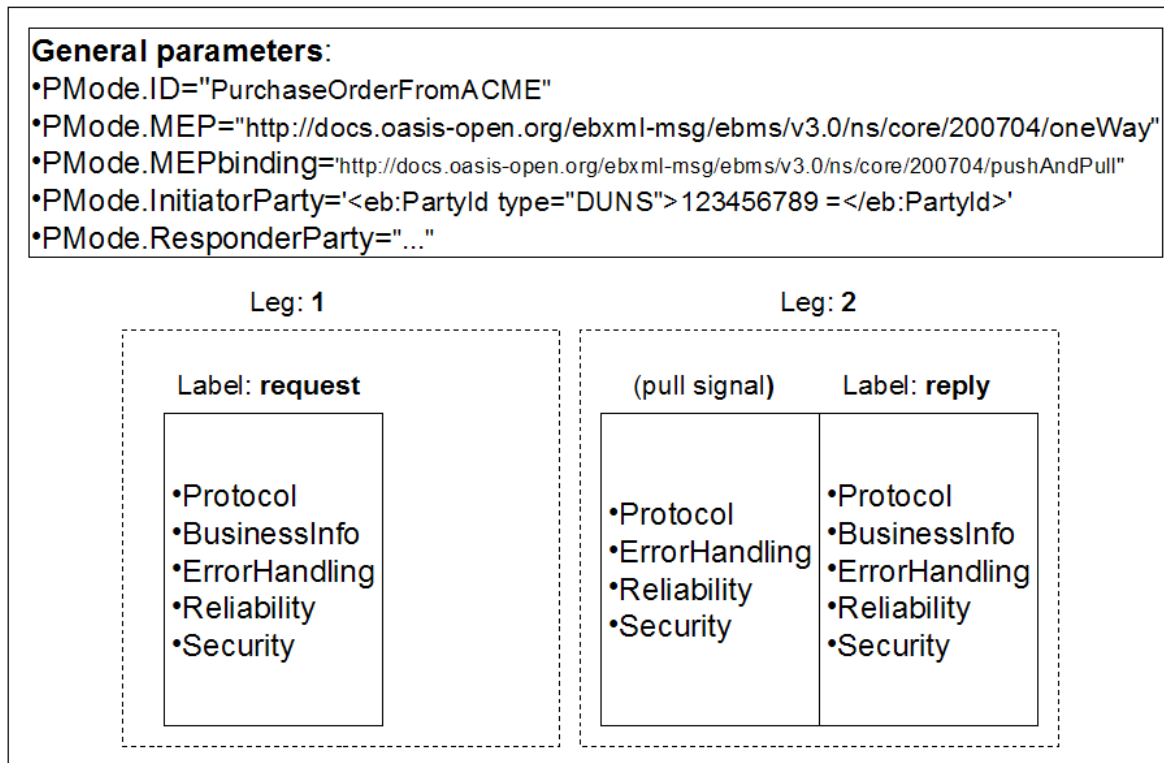 General parameters:
•PMode.ID="PurchaseOrderFromACME"
•PMode.MEP="http://docs.oasis-open.org/ebxml-msg/ebms/v3.0/ns/core/200704/oneWay"
•PMode.MEPbinding='http://docs.oasis-open.org/ebxml-msg/ebms/v3.0/ns/core/200704/pushAndPull"
•PMode.InitiatorParty='<eb:PartyId type="DUNS">123456789 =</eb:PartyId>'
•PMode.ResponderParty="..."
Leg: 1
Label: request
•Protocol
•BusinessInfo
•ErrorHandling
•Reliability
•Security
Leg: 2
(pull signal)
•Protocol
•ErrorHandling
•Reliability
•Security
Label: reply
•Protocol
•BusinessInfo
•ErrorHandling
•Reliability
•Security